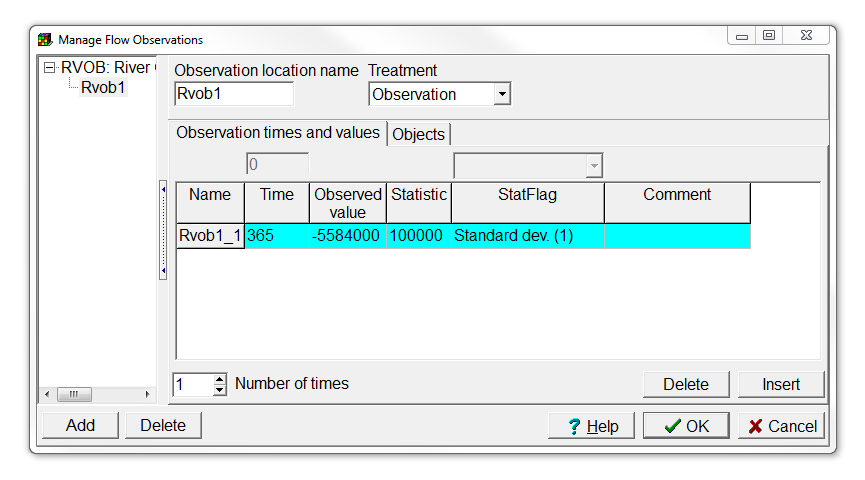 Manage Flow Observations
RVOB: River
Rvob1
Observation location name Treatment
Rvob1 Observation
Observation times and values Objects
0
Name Time Observed value Statistic StatFlag Comment
Rvob1_1 365 -5584000 100000 Standard dev. (1)
1 Number of times
Delete Insert
Add Delete
? Help OK Cancel